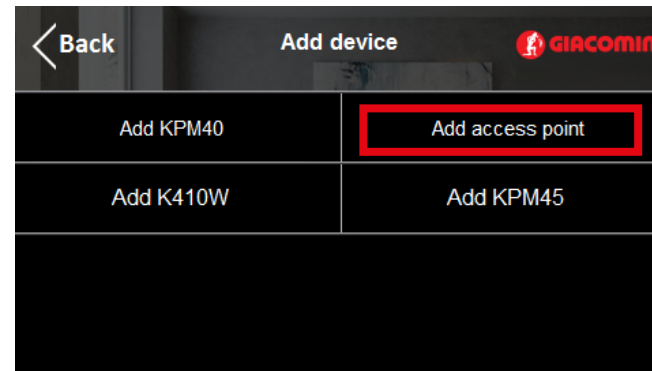 Back
Add device
GIACOMIN
Add KPM40
Add access point
Add K410W
Add KPM45